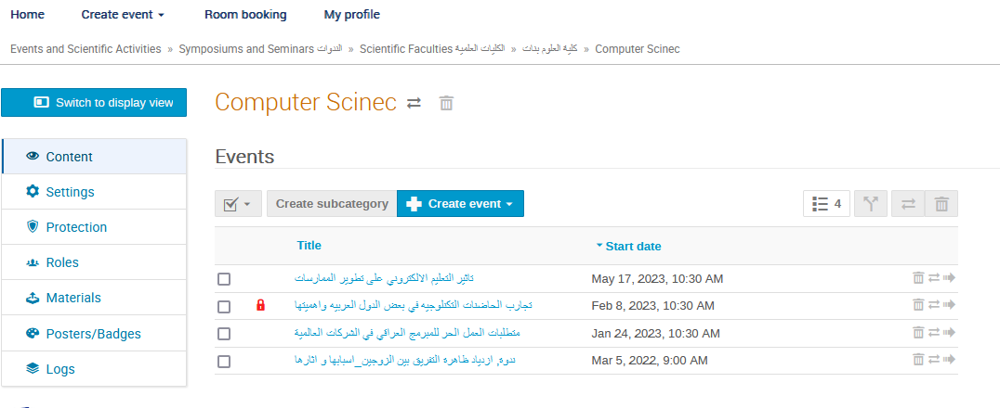 Home Create event Room booking My profile
Events and Scientific Activities » Symposiums and Seminars الندوات » Scientific Faculties الكليات العلمية » كلية العلوم بنات » Computer Scinec
Switch to display view
Computer Scinec
Content
Settings
Protection
Roles
Materials
Posters/Badges
Logs
Events
Create subcategory Create event 4
Title Start date
تاثير التعليم الالكتروني على تطوير الممارسات May 17, 2023, 10:30 AM
تجارب الحاضنات التكنلوجيه في بعض الدول العربيه واهميتها Feb 8, 2023, 10:30 AM
متطلبات العمل الحر للمبرمج العراقي في الشركات العالمية Jan 24, 2023, 10:30 AM
ندوة, ازدياد ظاهرة التفريق بين الزوجين_اسبابها و اثارها Mar 5, 2022, 9:00 AM